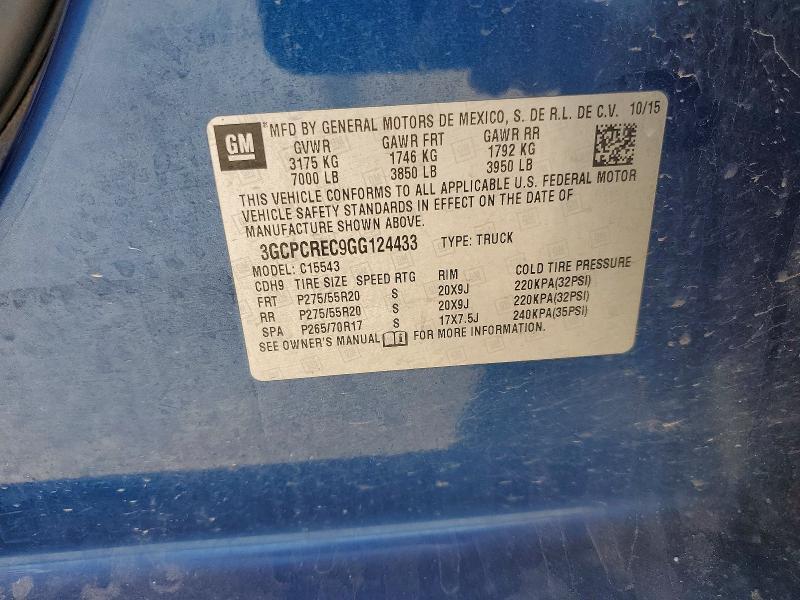 GM ® MFD BY GENERAL MOTORS DE MEXICO, S. DE R.L. DE C.V. 10/15
GVWR GAWR FRT GAWR RR
3175 KG 1746 KG 1792 KG
7000 LB 3850 LB 3950 LB
THIS VEHICLE CONFORMS TO ALL APPLICABLE U.S. FEDERAL MOTOR
VEHICLE SAFETY STANDARDS IN EFFECT ON THE DATE OF
MANUFACTURE SHOWN ABOVE.
3GCPCREC9GG124433 TYPE: TRUCK
MODEL: C15543
CDH9 TIRE SIZE SPEED RTG RIM COLD TIRE PRESSURE
FRT P275/55R20 S 20X9J 220KPA(32PSI)
RR P275/55R20 S 20X9J 220KPA(32PSI)
SPA P265/70R17 S 17X7.5J 240KPA(35PSI)
SEE OWNER'S MANUAL FOR MORE INFORMATION.